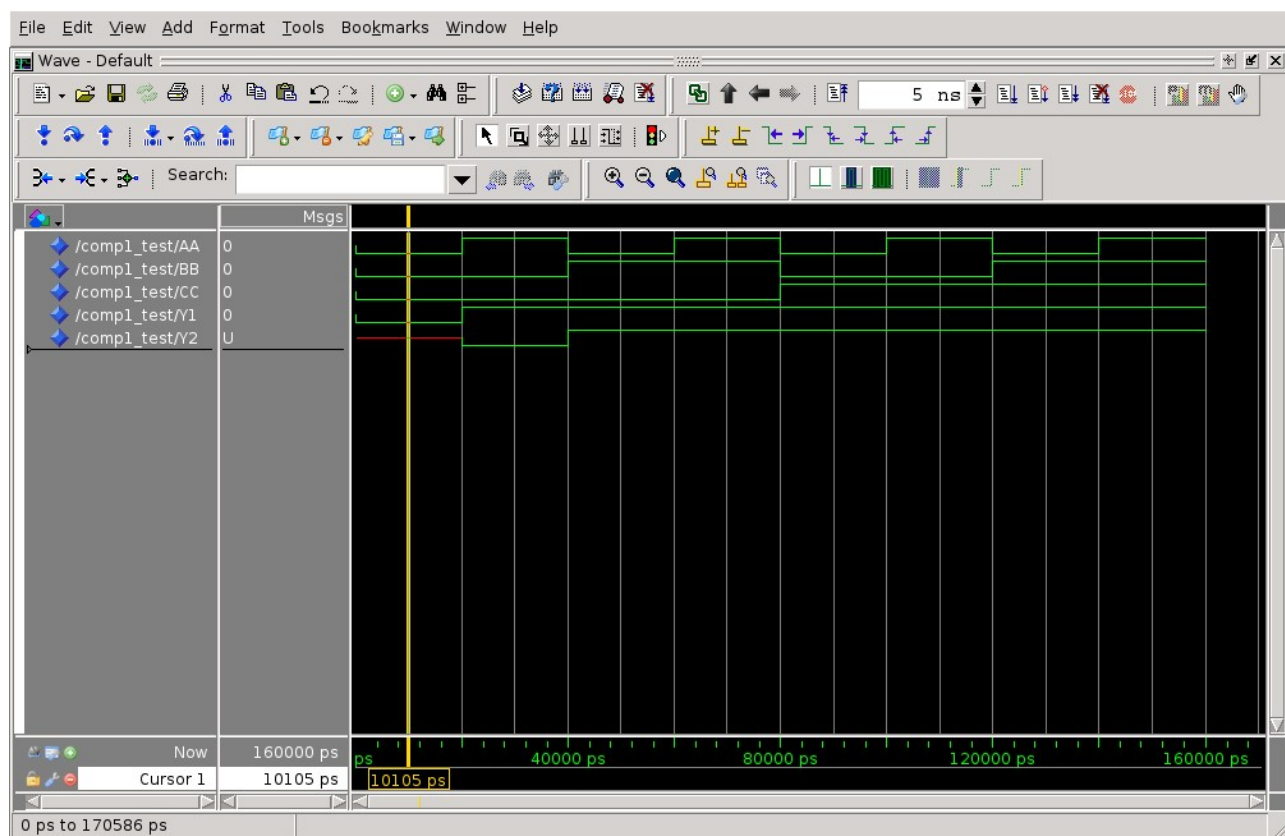 File Edit View Add Format Tools Bookmarks Window Help
Wave - Default
5 ns
Search:
Msgs
/comp1_test/AA 0
/comp1_test/BB 0
/comp1_test/CC 0
/comp1_test/Y1 0
/comp1_test/Y2 U
Now 160000 ps ps 40000 ps 80000 ps 120000 ps 160000 ps
Cursor 1 10105 ps 10105 ps
0 ps to 170586 ps